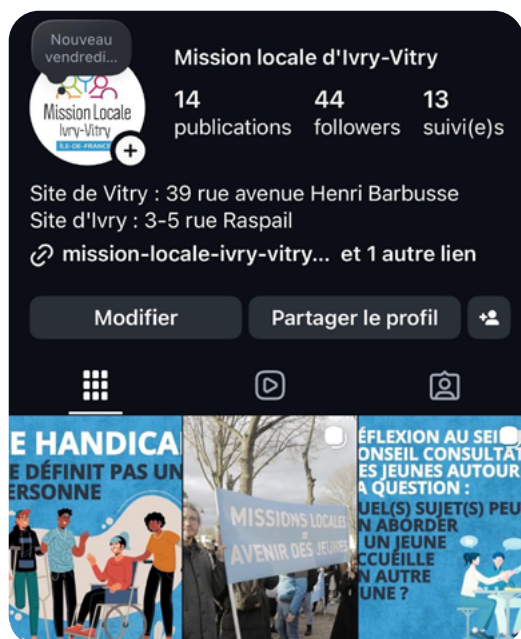 Nouveau
vendredi...
Mission locale d'Ivry-Vitry
14
44
13
publications
followers
suivi(e)s
Mission Locale
Ivry-Vitry
ÎLE-DE-FRANCE
Site de Vitry : 39 rue avenue Henri Barbusse
Site d'Ivry : 3-5 rue Raspail
mission-locale-ivry-vitry... et 1 autre lien
Modifier
Partager le profil
E HANDICA
E DÉFINIT PAS UN
ERSONNE
MISSIONS LOCALES
=
AVENIR DES JEUNES
ÉFLEXION AU SEI
ONSEIL CONSULTAT
ES JEUNES AUTOUR
A QUESTION :
UEL(S) SUJET(S) PEU
N ABORDER
UN JEUNE
CCUÉILLE
N AUTRE
UNE ?